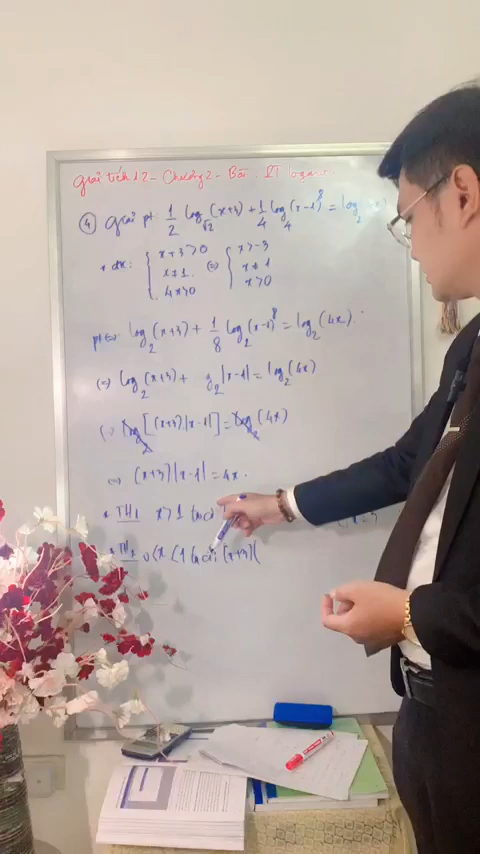 Giải tích 12 - Chương 2 - Bài . PT logarit.
④ Giải pt: 1/2 log_√2 (x+3) + 1/4 log_4 (x-1)^8 = log_2
* đk: { x+3>0 ; x≠1 ; 4x>0 ⇔ { x>-3 ; x≠1 ; x>0
pt ⇔ log_2 (x+3) + 1/8 log_2 (x-1)^8 = log_2 (4x).
⇔ log_2 (x+3) + log_2 |x-1| = log_2 (4x)
⇔ log_2 [(x+3)|x-1|] = log_2 (4x)
⇔ (x+3)|x-1| = 4x.
* TH1 x>1
* TH2 0<x<1 (x+3)(